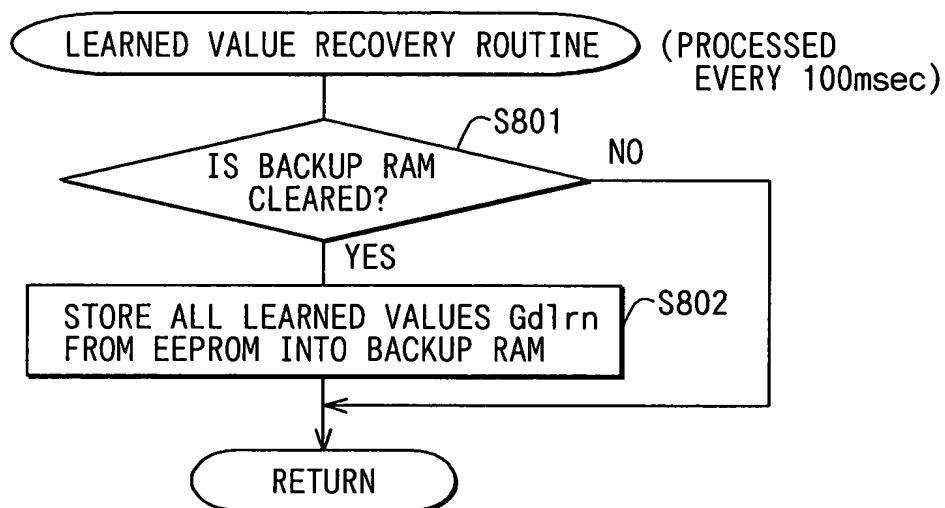 LEARNED VALUE RECOVERY ROUTINE
(PROCESSED
EVERY 100msec)
S801
IS BACKUP RAM
CLEARED?
NO
YES
STORE ALL LEARNED VALUES Gdlrn
FROM EEPROM INTO BACKUP RAM
S802
RETURN